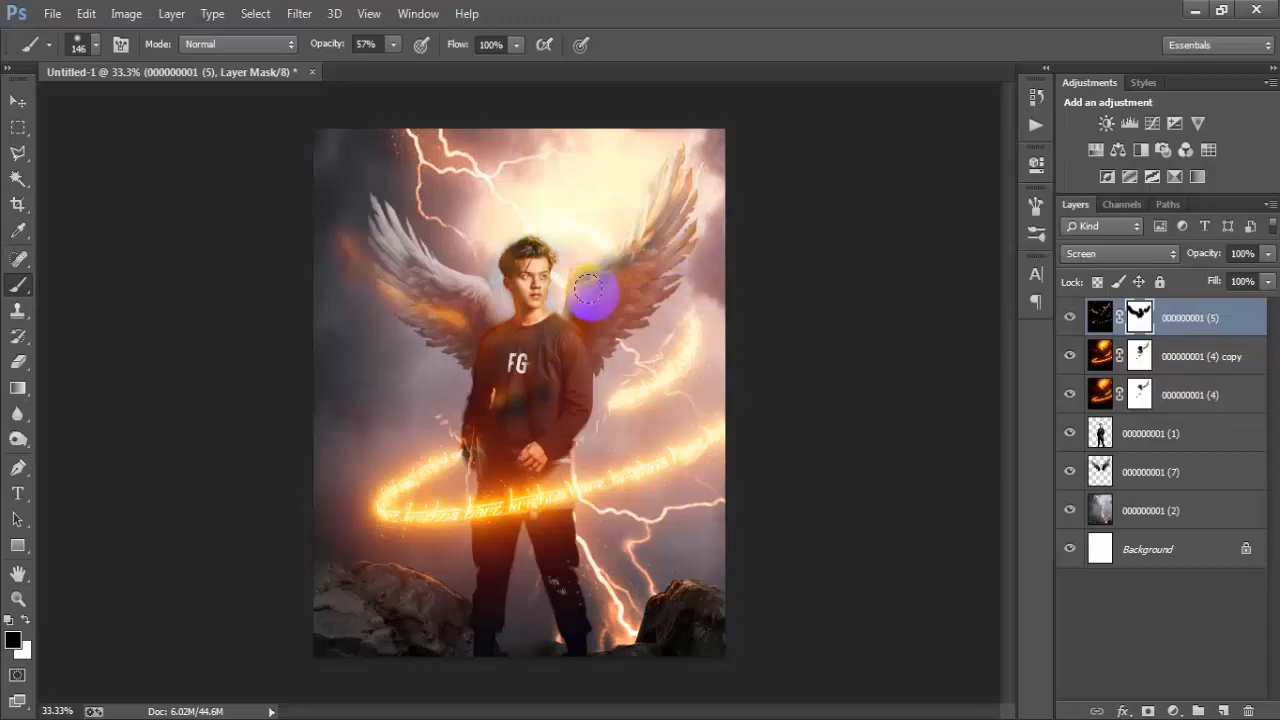 Ps File Edit Image Layer Type Select Filter 3D View Window Help
146 Mode: Normal Opacity: 57% Flow: 100% Essentials
Untitled-1 @ 33.3% (000000001 (5), Layer Mask/8) * ×
Adjustments Styles
Add an adjustment
Layers Channels Paths
Kind
Screen Opacity: 100%
Lock: Fill: 100%
000000001 (5)
000000001 (4) copy
000000001 (4)
000000001 (1)
000000001 (7)
000000001 (2)
Background
FG
33.33% Doc: 6.02M/44.6M